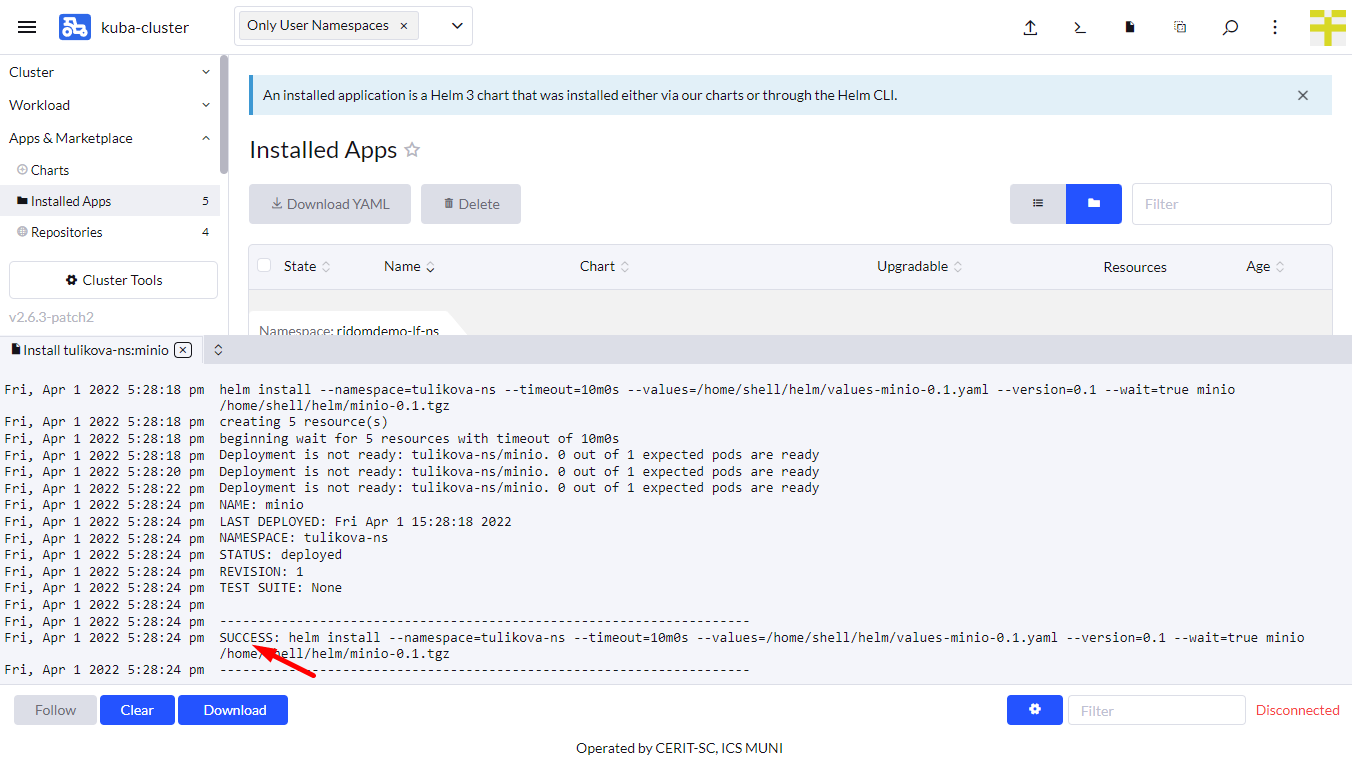 kuba-cluster
Only User Namespaces ×
Cluster
Workload
Apps & Marketplace
Charts
Installed Apps 5
Repositories 4
Cluster Tools
v2.6.3-patch2
An installed application is a Helm 3 chart that was installed either via our charts or through the Helm CLI.
Installed Apps
Download YAML
Delete
Filter
State Name Chart Upgradable Resources Age
Namespace: ridomdemo-lf-ns
Install tulikova-ns:minio
Fri, Apr 1 2022 5:28:18 pm helm install --namespace=tulikova-ns --timeout=10m0s --values=/home/shell/helm/values-minio-0.1.yaml --version=0.1 --wait=true minio
/home/shell/helm/minio-0.1.tgz
Fri, Apr 1 2022 5:28:18 pm creating 5 resource(s)
Fri, Apr 1 2022 5:28:18 pm beginning wait for 5 resources with timeout of 10m0s
Fri, Apr 1 2022 5:28:18 pm Deployment is not ready: tulikova-ns/minio. 0 out of 1 expected pods are ready
Fri, Apr 1 2022 5:28:20 pm Deployment is not ready: tulikova-ns/minio. 0 out of 1 expected pods are ready
Fri, Apr 1 2022 5:28:22 pm Deployment is not ready: tulikova-ns/minio. 0 out of 1 expected pods are ready
Fri, Apr 1 2022 5:28:24 pm NAME: minio
Fri, Apr 1 2022 5:28:24 pm LAST DEPLOYED: Fri Apr 1 15:28:18 2022
Fri, Apr 1 2022 5:28:24 pm NAMESPACE: tulikova-ns
Fri, Apr 1 2022 5:28:24 pm STATUS: deployed
Fri, Apr 1 2022 5:28:24 pm REVISION: 1
Fri, Apr 1 2022 5:28:24 pm TEST SUITE: None
Fri, Apr 1 2022 5:28:24 pm
Fri, Apr 1 2022 5:28:24 pm ---------------------------------------------------------------------
Fri, Apr 1 2022 5:28:24 pm SUCCESS: helm install --namespace=tulikova-ns --timeout=10m0s --values=/home/shell/helm/values-minio-0.1.yaml --version=0.1 --wait=true minio
/home/shell/helm/minio-0.1.tgz
Fri, Apr 1 2022 5:28:24 pm ---------------------------------------------------------------------
Follow
Clear
Download
Filter
Disconnected
Operated by CERIT-SC, ICS MUNI